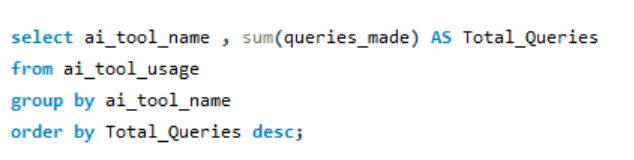 select ai_tool_name , sum(queries_made) AS Total_Queries
from ai_tool_usage
group by ai_tool_name
order by Total_Queries desc;